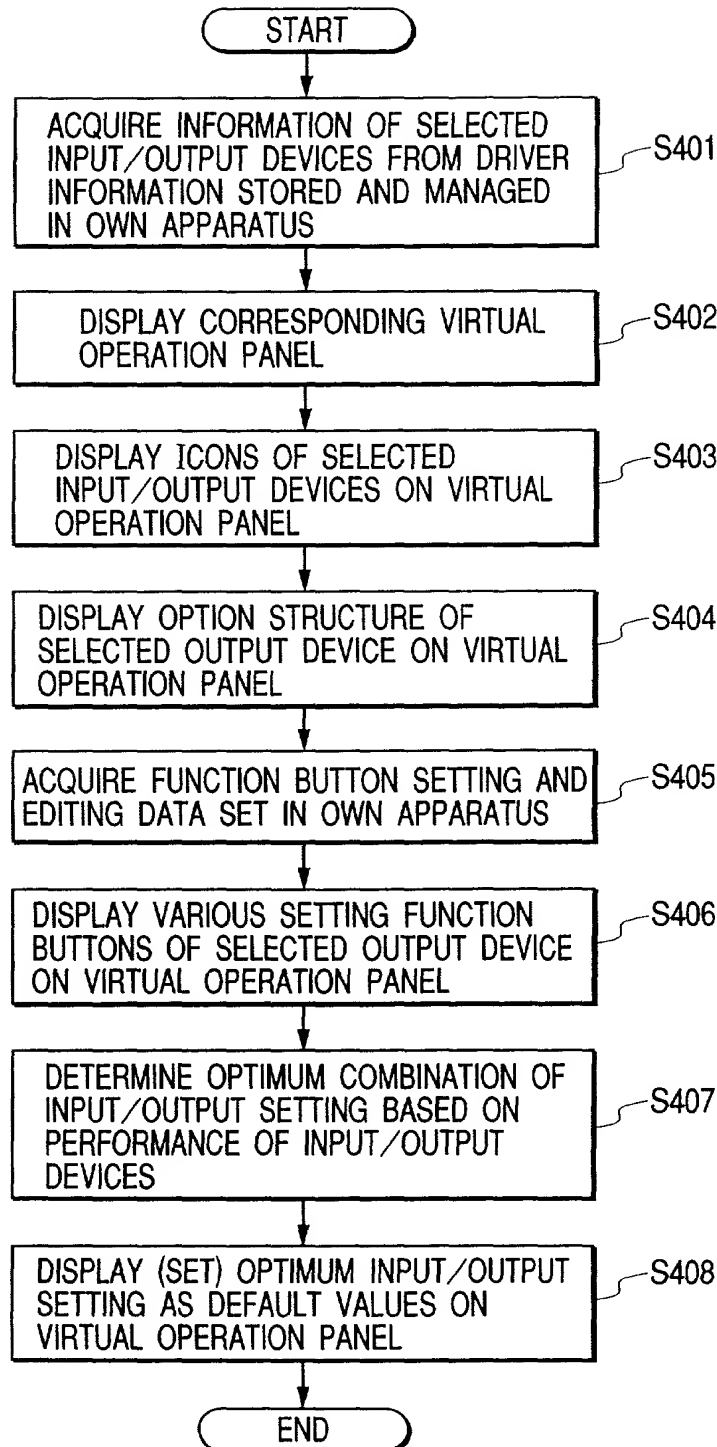 START
ACQUIRE INFORMATION OF SELECTED
INPUT/OUTPUT DEVICES FROM DRIVER
INFORMATION STORED AND MANAGED
IN OWN APPARATUS
S401
DISPLAY CORRESPONDING VIRTUAL
OPERATION PANEL
S402
DISPLAY ICONS OF SELECTED
INPUT/OUTPUT DEVICES ON VIRTUAL
OPERATION PANEL
S403
DISPLAY OPTION STRUCTURE OF
SELECTED OUTPUT DEVICE ON VIRTUAL
OPERATION PANEL
S404
ACQUIRE FUNCTION BUTTON SETTING AND
EDITING DATA SET IN OWN APPARATUS
S405
DISPLAY VARIOUS SETTING FUNCTION
BUTTONS OF SELECTED OUTPUT DEVICE
ON VIRTUAL OPERATION PANEL
S406
DETERMINE OPTIMUM COMBINATION OF
INPUT/OUTPUT SETTING BASED ON
PERFORMANCE OF INPUT/OUTPUT
DEVICES
S407
DISPLAY (SET) OPTIMUM INPUT/OUTPUT
SETTING AS DEFAULT VALUES ON
VIRTUAL OPERATION PANEL
S408
END